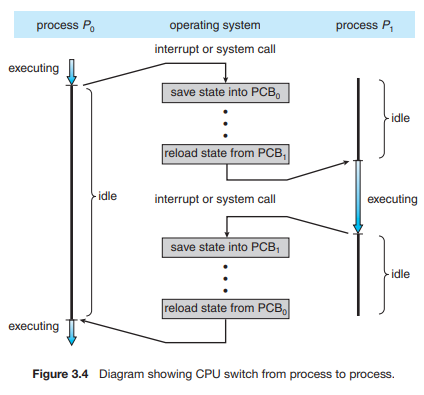 process P₀ operating system process P₁
interrupt or system call
executing
save state into PCB₀
idle
reload state from PCB₁
idle
interrupt or system call
executing
save state into PCB₁
idle
reload state from PCB₀
executing
Figure 3.4 Diagram showing CPU switch from process to process.